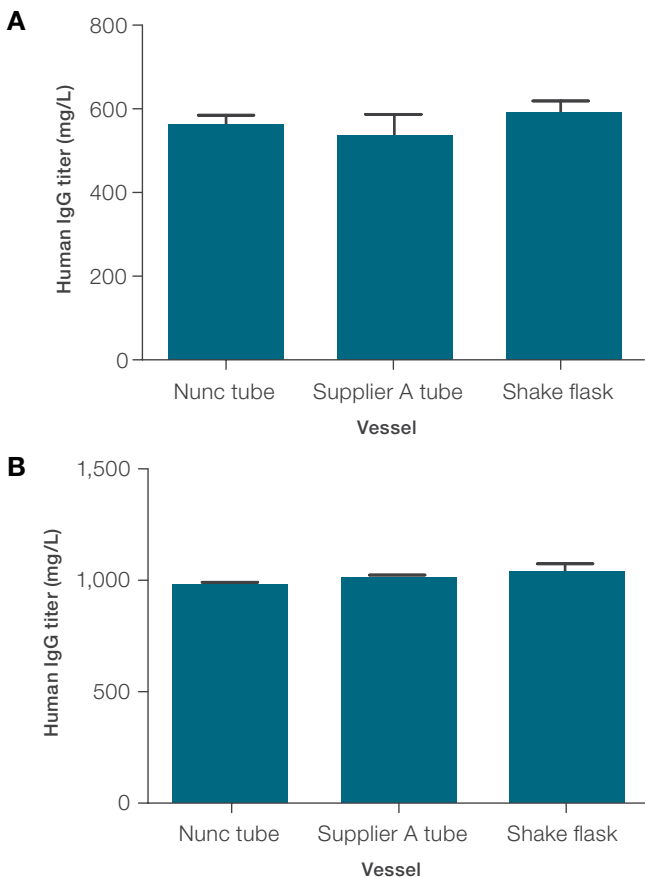 A
Human IgG titer (mg/L)
800
600
400
200
0
Nunc tube Supplier A tube Shake flask
Vessel
B
Human IgG titer (mg/L)
1,500
1,000
500
0
Nunc tube Supplier A tube Shake flask
Vessel